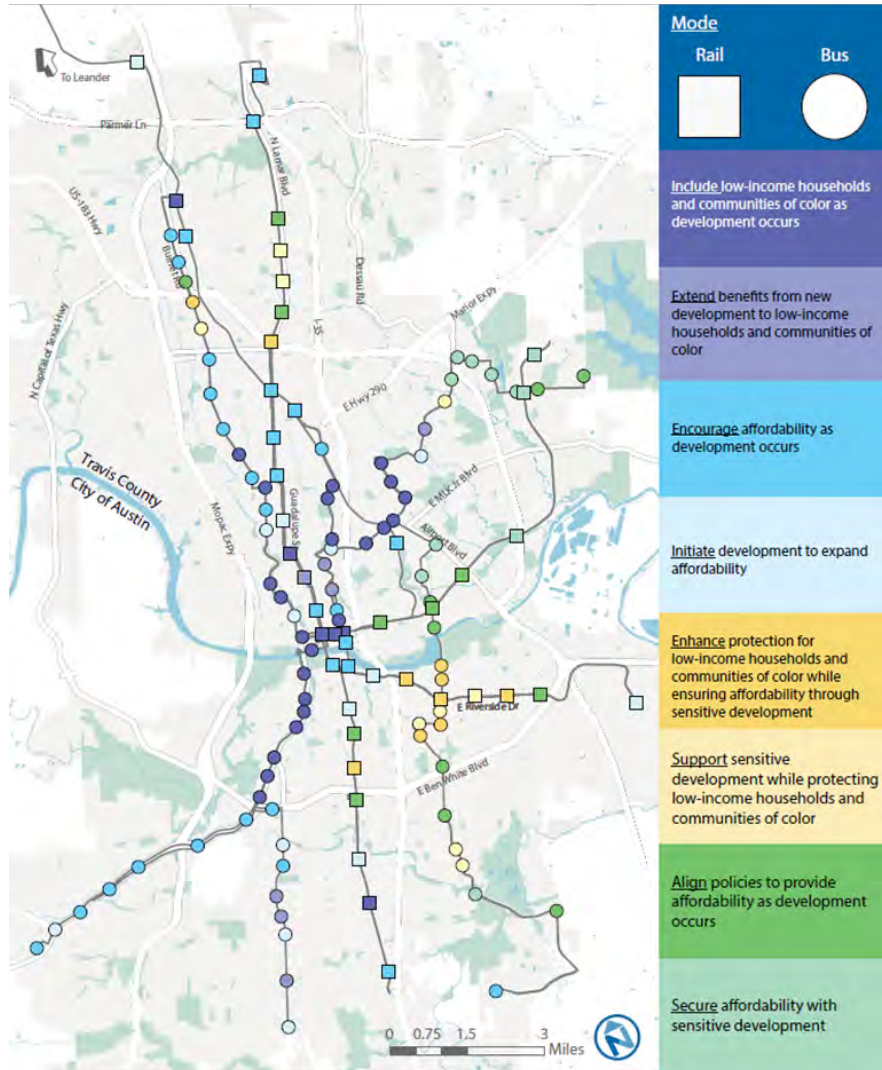 To Leander
Parmer Ln
N Lamar Blvd
US-183 Hwy
Burnet Rd
Dessau Rd
I-35
Manor Expy
N Capital of Texas Hwy
E Hwy 290
Travis County
City of Austin
Mopac Expy
Guadalupe S
E MLK Jr Blvd
Airport Blvd
E Riverside Dr
E Ben White Blvd
0 0.75 1.5 3
Miles
Mode
Rail Bus
Include low-income households
and communities of color as
development occurs
Extend benefits from new
development to low-income
households and communities of
color
Encourage affordability as
development occurs
Initiate development to expand
affordability
Enhance protection for
low-income households and
communities of color while
ensuring affordability through
sensitive development
Support sensitive
development while protecting
low-income households and
communities of color
Align policies to provide
affordability as development
occurs
Secure affordability with
sensitive development